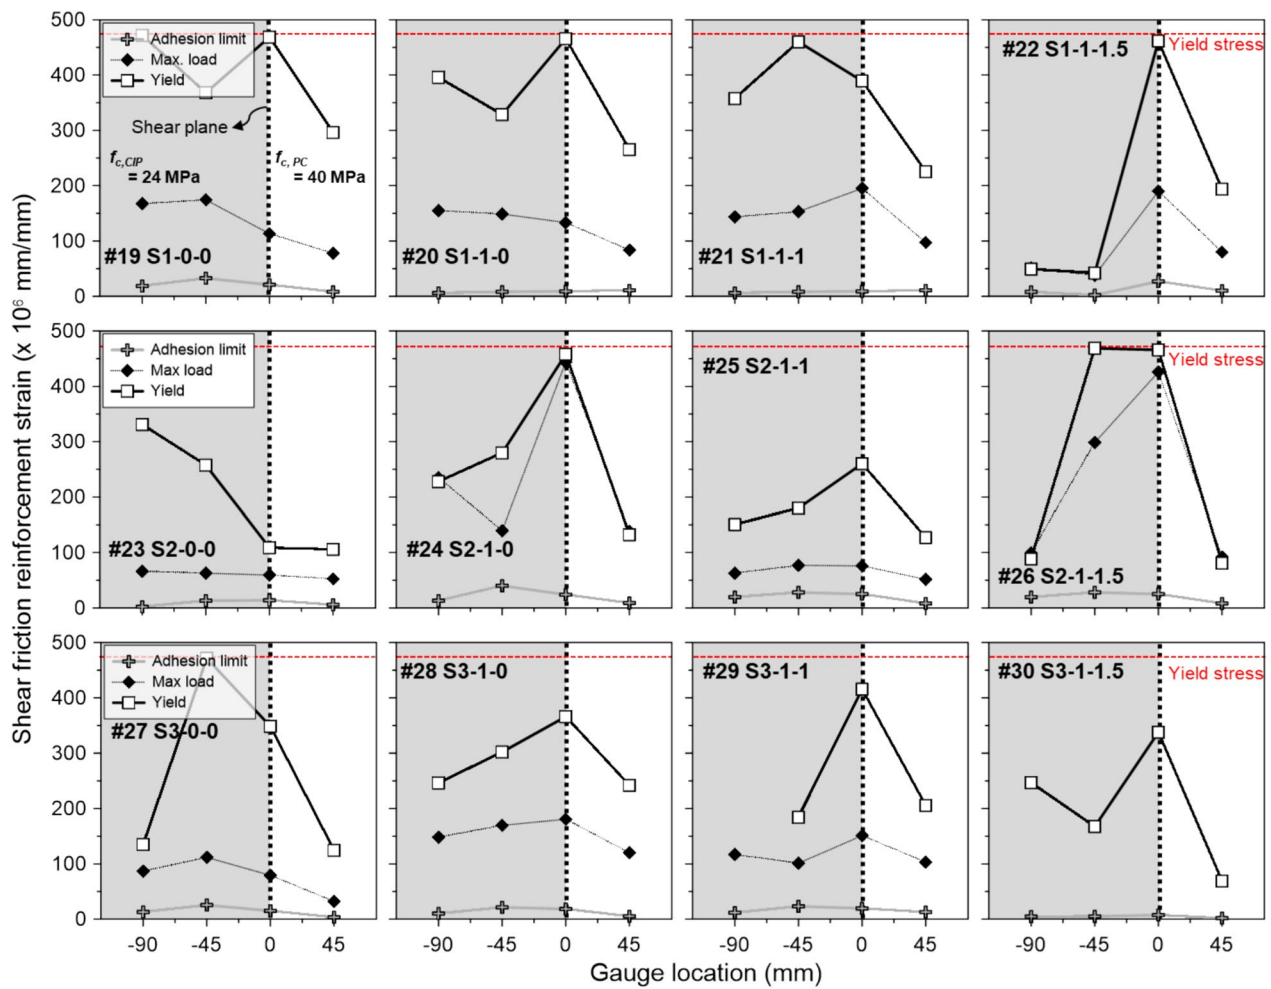 Shear friction reinforcement strain (x 10⁶ mm/mm)
500
400
300
200
100
0
Adhesion limit
Max. load
Yield
Shear plane
fc,CIP
= 24 MPa
fc, PC
= 40 MPa
#19 S1-0-0
#20 S1-1-0
#21 S1-1-1
#22 S1-1-1.5
Yield stress
500
400
300
200
100
0
Adhesion limit
Max load
Yield
#23 S2-0-0
#24 S2-1-0
#25 S2-1-1
Yield stress
#26 S2-1-1.5
500
400
300
200
100
0
Adhesion limit
Max load
Yield
#27 S3-0-0
#28 S3-1-0
#29 S3-1-1
#30 S3-1-1.5
Yield stress
-90 -45 0 45
-90 -45 0 45
-90 -45 0 45
-90 -45 0 45
Gauge location (mm)